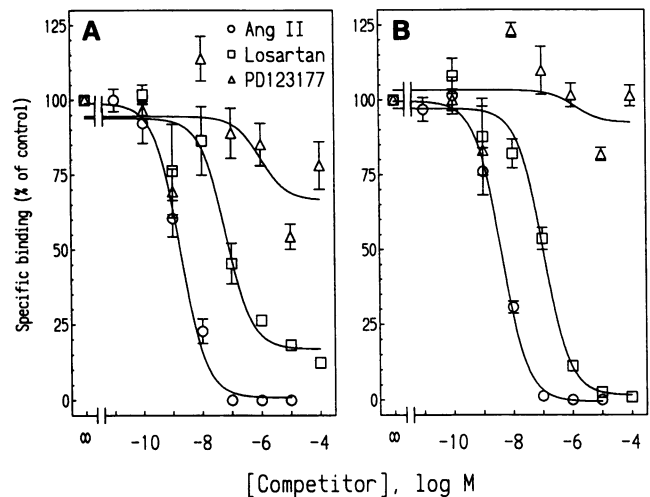 A
B
○ Ang II
□ Losartan
△ PD123177
125
100
75
50
25
0
125
100
75
50
25
0
Specific binding (% of control)
∞ -10 -8 -6 -4
∞ -10 -8 -6 -4
[Competitor], log M